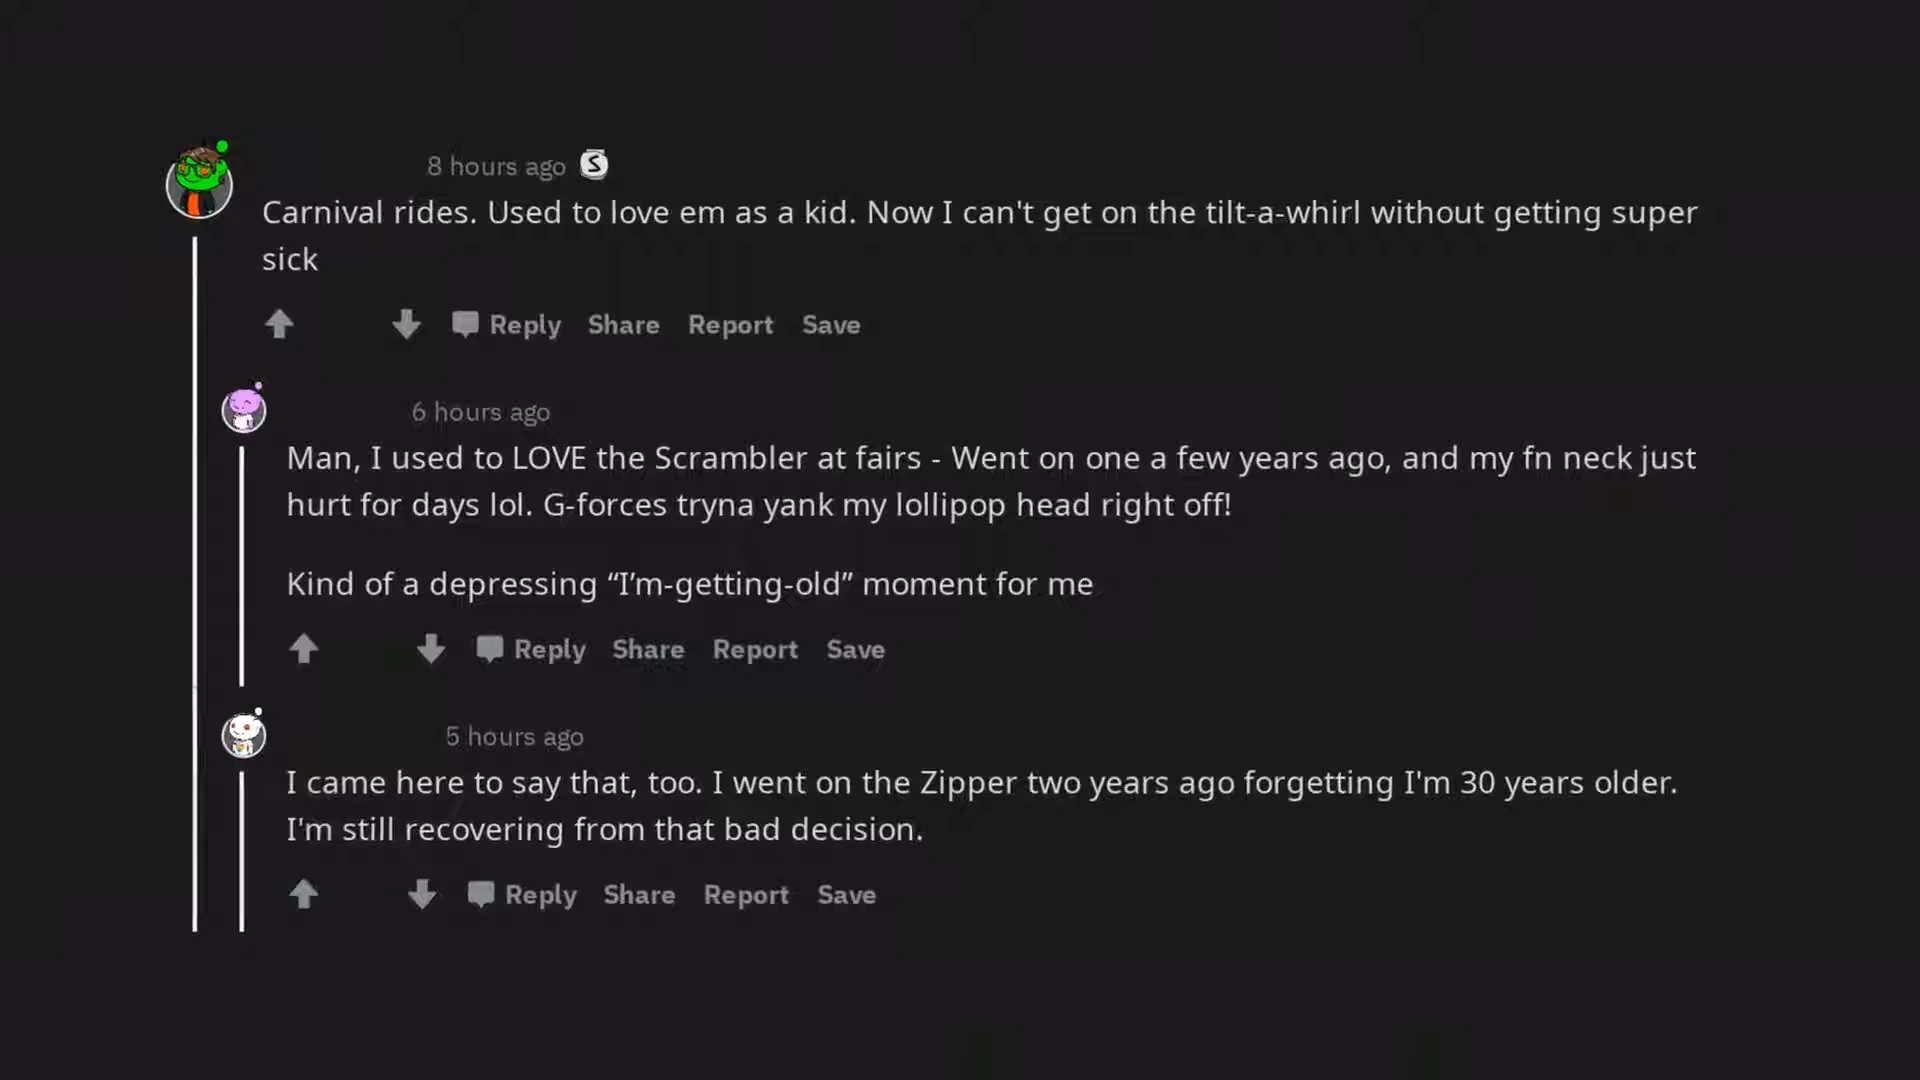 8 hours ago
Carnival rides. Used to love em as a kid. Now I can't get on the tilt-a-whirl without getting super
sick
Reply Share Report Save
6 hours ago
Man, I used to LOVE the Scrambler at fairs - Went on one a few years ago, and my fn neck just
hurt for days lol. G-forces tryna yank my lollipop head right off!
Kind of a depressing “I’m-getting-old” moment for me
Reply Share Report Save
5 hours ago
I came here to say that, too. I went on the Zipper two years ago forgetting I'm 30 years older.
I'm still recovering from that bad decision.
Reply Share Report Save